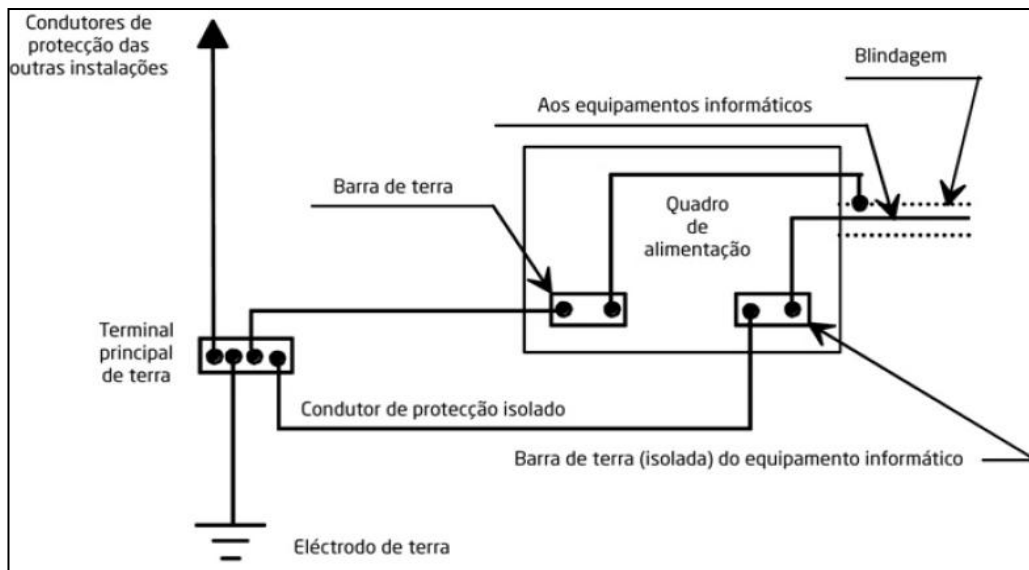 Condutores de
protecção das
outras instalações
Blindagem
Aos equipamentos informáticos
Barra de terra
Quadro
de
alimentação
Terminal
principal
de terra
Condutor de protecção isolado
Barra de terra (isolada) do equipamento informático
Eléctrodo de terra